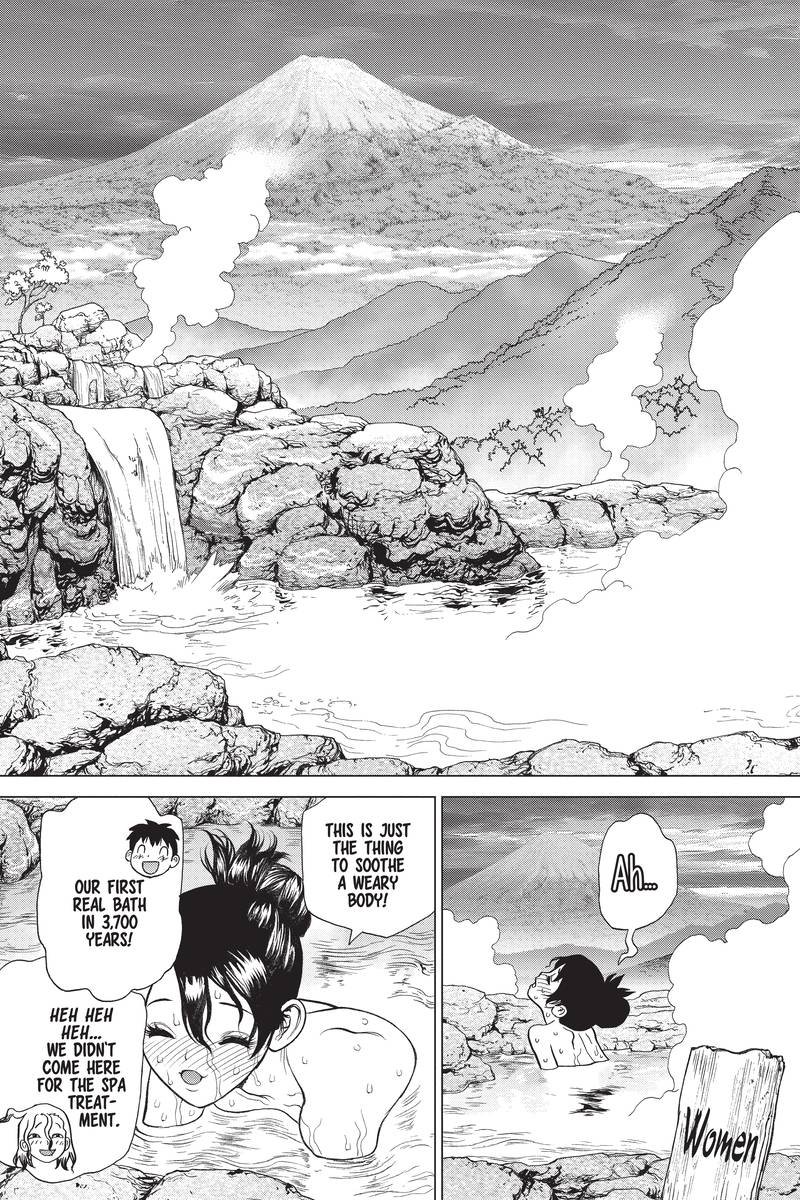 Ah...
Women
THIS IS JUST
THE THING
TO SOOTHE
A WEARY
BODY!
OUR FIRST
REAL BATH
IN 3,700
YEARS!
HEH HEH
HEH...
WE DIDN'T
COME HERE
FOR THE SPA
TREAT-
MENT.